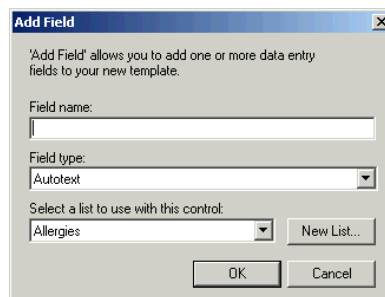 Add Field
'Add Field' allows you to add one or more data entry
fields to your new template.
Field name:
Field type:
Autotext
Select a list to use with this control:
Allergies
New List...
OK
Cancel